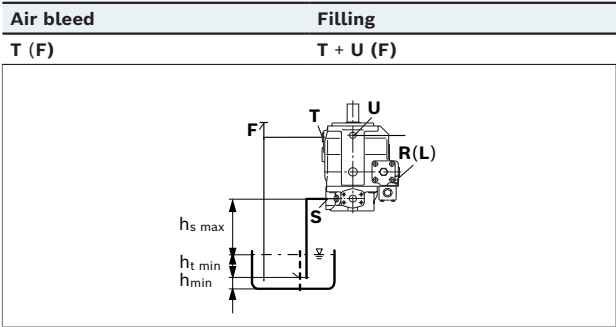 Air bleed Filling
T (F) T + U (F)
U
T
F
R(L)
S
hs max
ht min
hmin